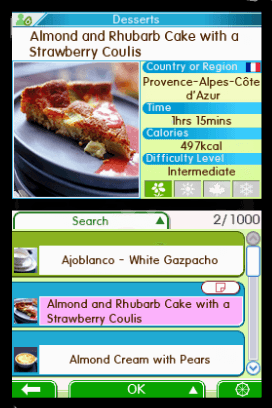 Desserts
Almond and Rhubarb Cake with a
Strawberry Coulis
Country or Region
Provence-Alpes-Côte
d'Azur
Time
1hrs 15mins
Calories
497kcal
Difficulty Level
Intermediate
Search
2/1000
Ajoblanco - White Gazpacho
Almond and Rhubarb Cake with a
Strawberry Coulis
Almond Cream with Pears
OK